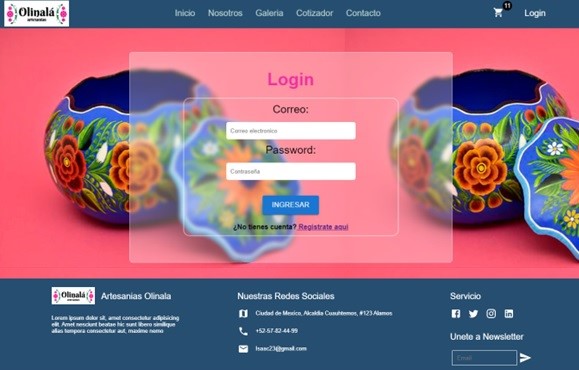 Olinalá
artesanias
Inicio Nosotros Galeria Cotizador Contacto
11
Login
Login
Correo:
Correo electronico
Password:
Contraseña
INGRESAR
¿No tienes cuenta? Registrate aqui
Olinalá
artesanias
Artesanias Olinala
Lorem ipsum dolor sit, amet consectetur adipisicing
elit. Amet nesciunt beatae hic sunt libero similique
alias tempora consectetur aut, maxime nemo
Nuestras Redes Sociales
Ciudad de Mexico, Alcaldia Cuauhtemoc, #123 Alamos
+52-57-82-44-99
Isaac23@gmail.com
Servicio
Unete a Newsletter
Email